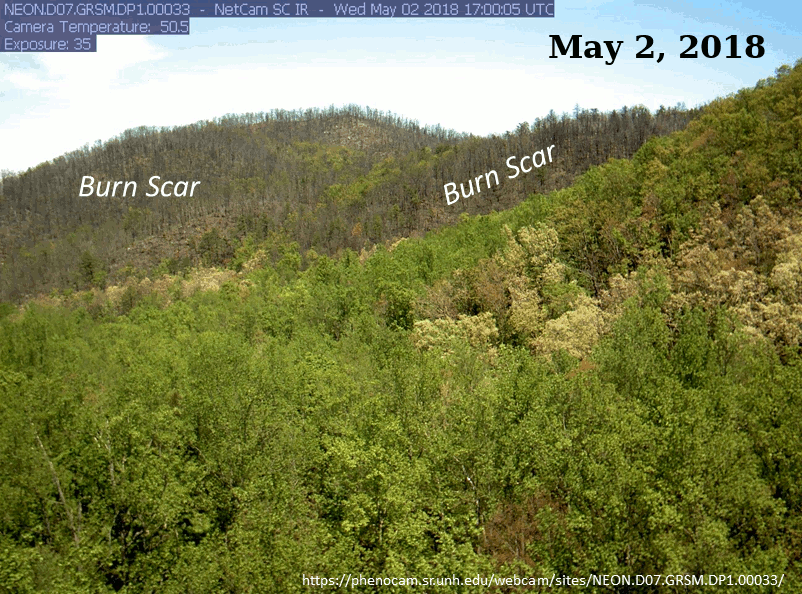 NEON.D07.GRSM.DP1.00033 - NetCam SC IR - Wed May 02 2018 17:00:05 UTC
Camera Temperature: 50.5
Exposure: 35
May 2, 2018
Burn Scar
Burn Scar
https://phenocam.sr.unh.edu/webcam/sites/NEON.D07.GRSM.DP1.00033/